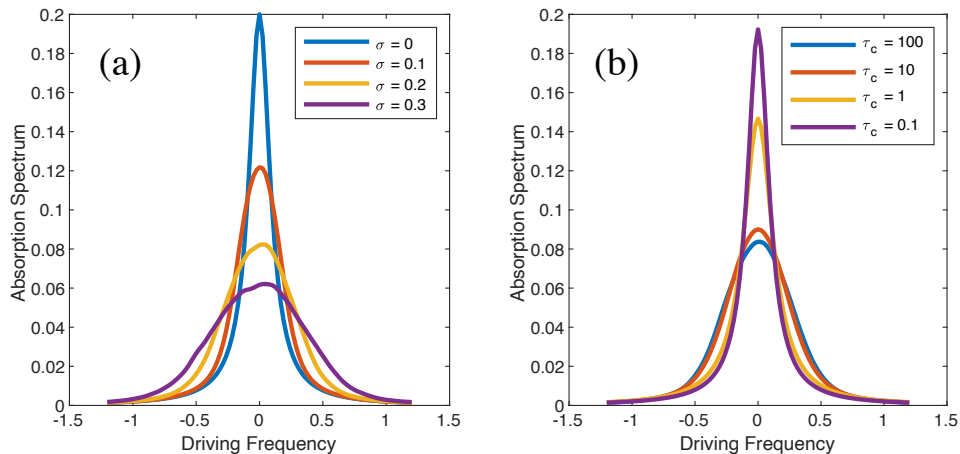 (a)
σ = 0
σ = 0.1
σ = 0.2
σ = 0.3
Absorption Spectrum
0.2
0.18
0.16
0.14
0.12
0.1
0.08
0.06
0.04
0.02
0
-1.5
-1
-0.5
0
0.5
1
1.5
Driving Frequency
(b)
τc = 100
τc = 10
τc = 1
τc = 0.1
Absorption Spectrum
0.2
0.18
0.16
0.14
0.12
0.1
0.08
0.06
0.04
0.02
0
-1.5
-1
-0.5
0
0.5
1
1.5
Driving Frequency